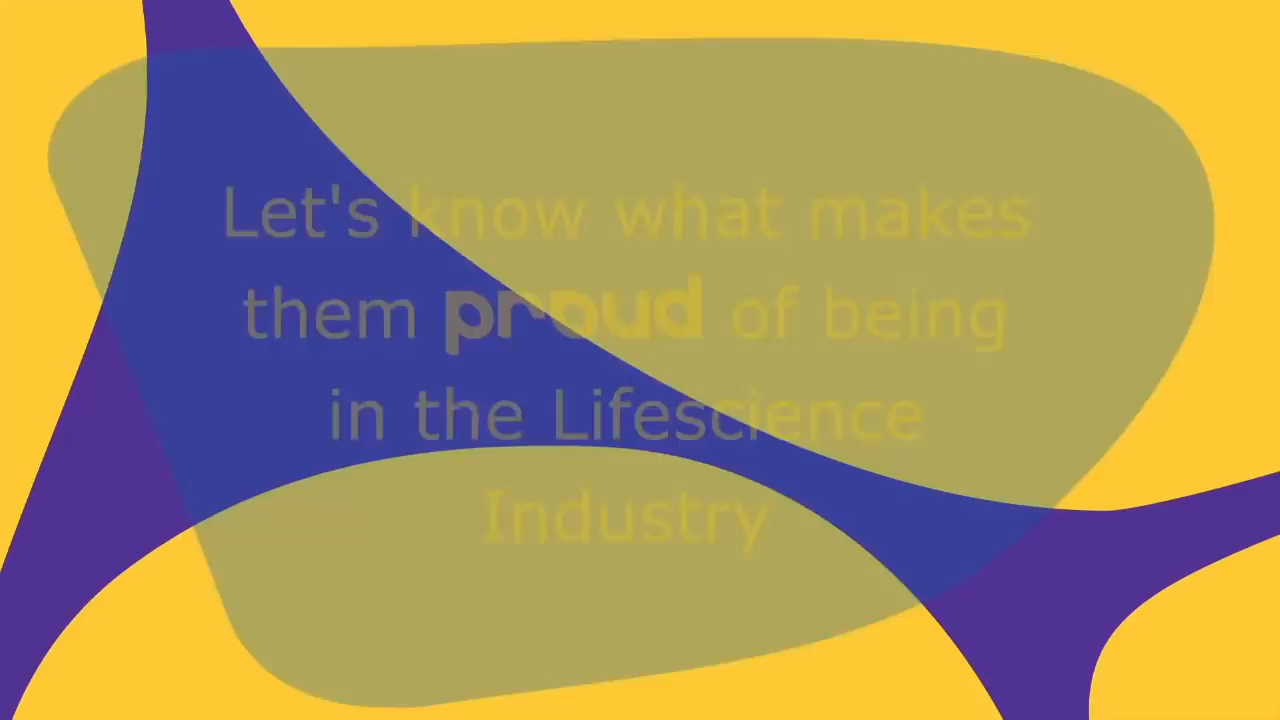 Let's know what makes
them proud of being
in the Lifescience
Industry